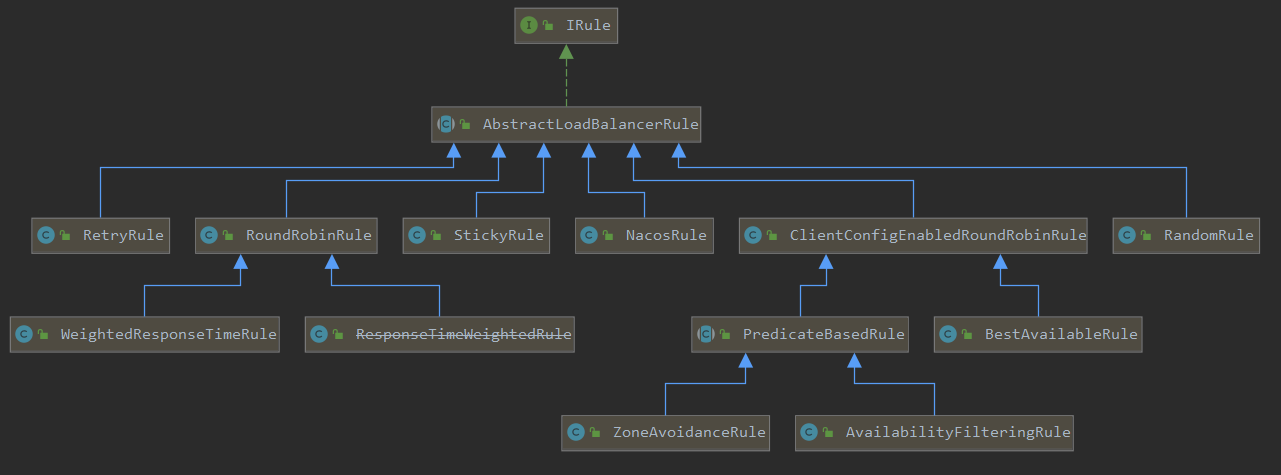 I IRule
C AbstractLoadBalancerRule
C RetryRule
C RoundRobinRule
C StickyRule
C NacosRule
C ClientConfigEnabledRoundRobinRule
C RandomRule
C WeightedResponseTimeRule
C ResponseTimeWeightedRule
C PredicateBasedRule
C BestAvailableRule
C ZoneAvoidanceRule
C AvailabilityFilteringRule